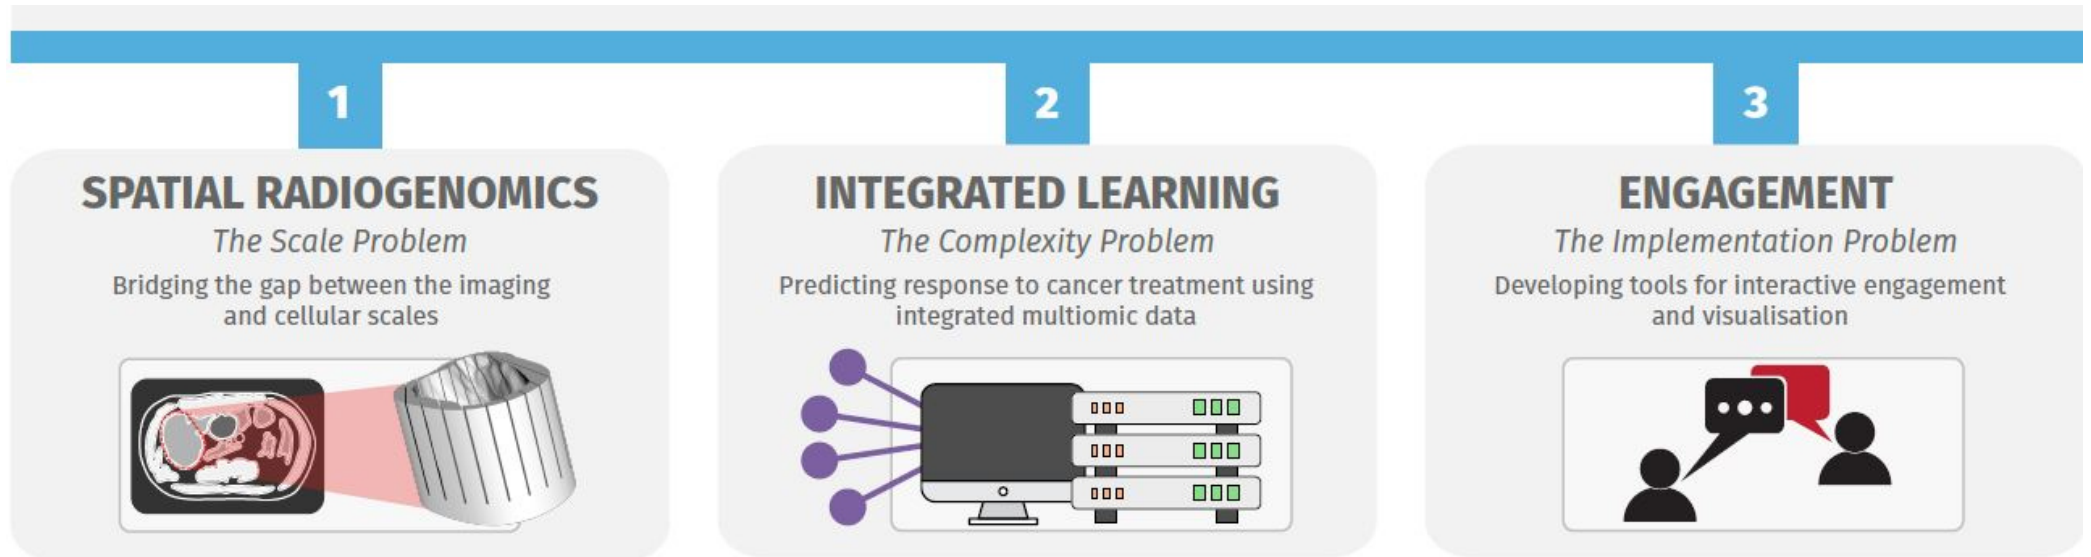 1
SPATIAL RADIOGENOMICS
The Scale Problem
Bridging the gap between the imaging
and cellular scales
2
INTEGRATED LEARNING
The Complexity Problem
Predicting response to cancer treatment using
integrated multiomic data
3
ENGAGEMENT
The Implementation Problem
Developing tools for interactive engagement
and visualisation